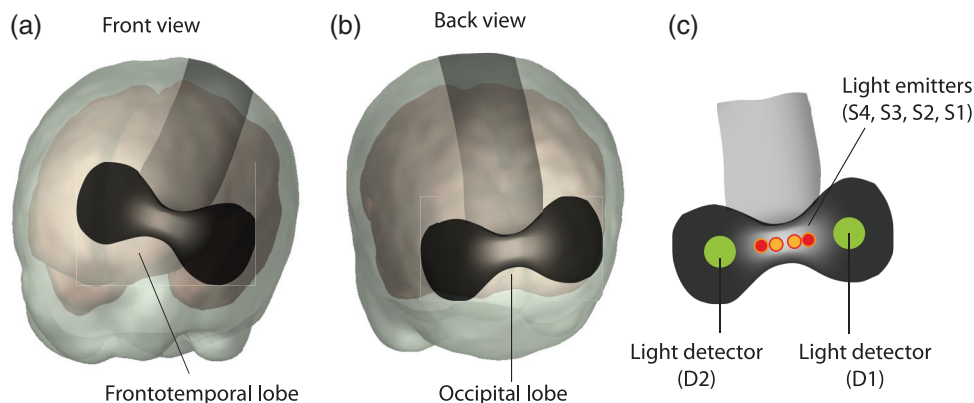 (a)
Front view
(b)
Back view
(c)
Light emitters
(S4, S3, S2, S1)
Frontotemporal lobe
Occipital lobe
Light detector
(D2)
Light detector
(D1)